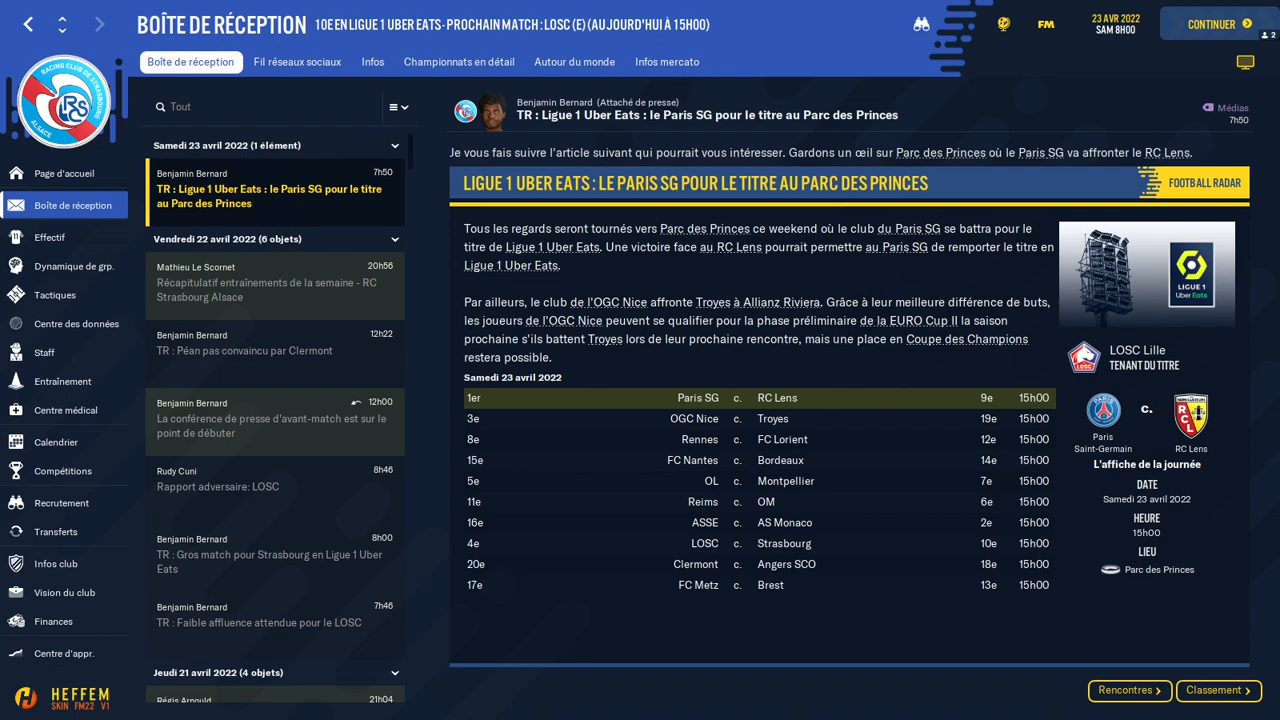 BOÎTE DE RÉCEPTION
10E EN LIGUE 1 UBER EATS - PROCHAIN MATCH : LOSC (E) (AUJOURD'HUI À 15H00)
FM
23 AVR 2022
SAM 8H00
CONTINUER
2
Boîte de réception
Fil réseaux sociaux
Infos
Championnats en détail
Autour du monde
Infos mercato
RACING CLUB DE STRASBOURG
ALSACE
Page d'accueil
Boîte de réception
Effectif
Dynamique de grp.
Tactiques
Centre des données
Staff
Entraînement
Centre médical
Calendrier
Compétitions
Recrutement
Transferts
Infos club
Vision du club
Finances
Centre d'appr.
HEFFEM
SKIN FM22 V1
Tout
Samedi 23 avril 2022 (1 élément)
Benjamin Bernard 7h50
TR : Ligue 1 Uber Eats : le Paris SG pour le titre
au Parc des Princes
Vendredi 22 avril 2022 (6 objets)
Mathieu Le Scornet 20h56
Récapitulatif entraînements de la semaine - RC
Strasbourg Alsace
Benjamin Bernard 12h22
TR : Péan pas convaincu par Clermont
Benjamin Bernard 12h00
La conférence de presse d'avant-match est sur le
point de débuter
Rudy Cuni 8h46
Rapport adversaire: LOSC
Benjamin Bernard 8h00
TR : Gros match pour Strasbourg en Ligue 1 Uber
Eats
Benjamin Bernard 7h46
TR : Faible affluence attendue pour le LOSC
Jeudi 21 avril 2022 (4 objets)
Régis Arnould 21h04
Benjamin Bernard (Attaché de presse)
TR : Ligue 1 Uber Eats : le Paris SG pour le titre au Parc des Princes
Médias
7h50
Je vous fais suivre l'article suivant qui pourrait vous intéresser. Gardons un œil sur Parc des Princes où le Paris SG va affronter le RC Lens.
LIGUE 1 UBER EATS : LE PARIS SG POUR LE TITRE AU PARC DES PRINCES
FOOTBALL RADAR
Tous les regards seront tournés vers Parc des Princes ce weekend où le club du Paris SG se battra pour le
titre de Ligue 1 Uber Eats. Une victoire face au RC Lens pourrait permettre au Paris SG de remporter le titre en
Ligue 1 Uber Eats.
Par ailleurs, le club de l'OGC Nice affronte Troyes à Allianz Riviera. Grâce à leur meilleure différence de buts,
les joueurs de l'OGC Nice peuvent se qualifier pour la phase préliminaire de la EURO Cup II la saison
prochaine s'ils battent Troyes lors de leur prochaine rencontre, mais une place en Coupe des Champions
restera possible.
Samedi 23 avril 2022
1er Paris SG c. RC Lens 9e 15h00
3e OGC Nice c. Troyes 19e 15h00
8e Rennes c. FC Lorient 12e 15h00
15e FC Nantes c. Bordeaux 14e 15h00
5e OL c. Montpellier 7e 15h00
11e Reims c. OM 6e 15h00
16e ASSE c. AS Monaco 2e 15h00
4e LOSC c. Strasbourg 10e 15h00
20e Clermont c. Angers SCO 18e 15h00
17e FC Metz c. Brest 13e 15h00
LIGUE 1
Uber Eats
LOSC Lille
TENANT DU TITRE
c.
Paris
Saint-Germain
RC Lens
L'affiche de la journée
DATE
Samedi 23 avril 2022
HEURE
15h00
LIEU
Parc des Princes
Rencontres
Classement